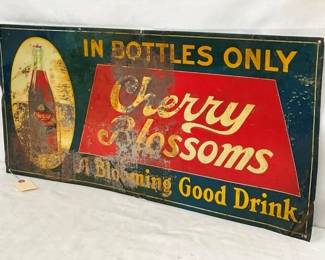 IN BOTTLES ONLY
Cherry
Blossoms
A Blooming Good Drink